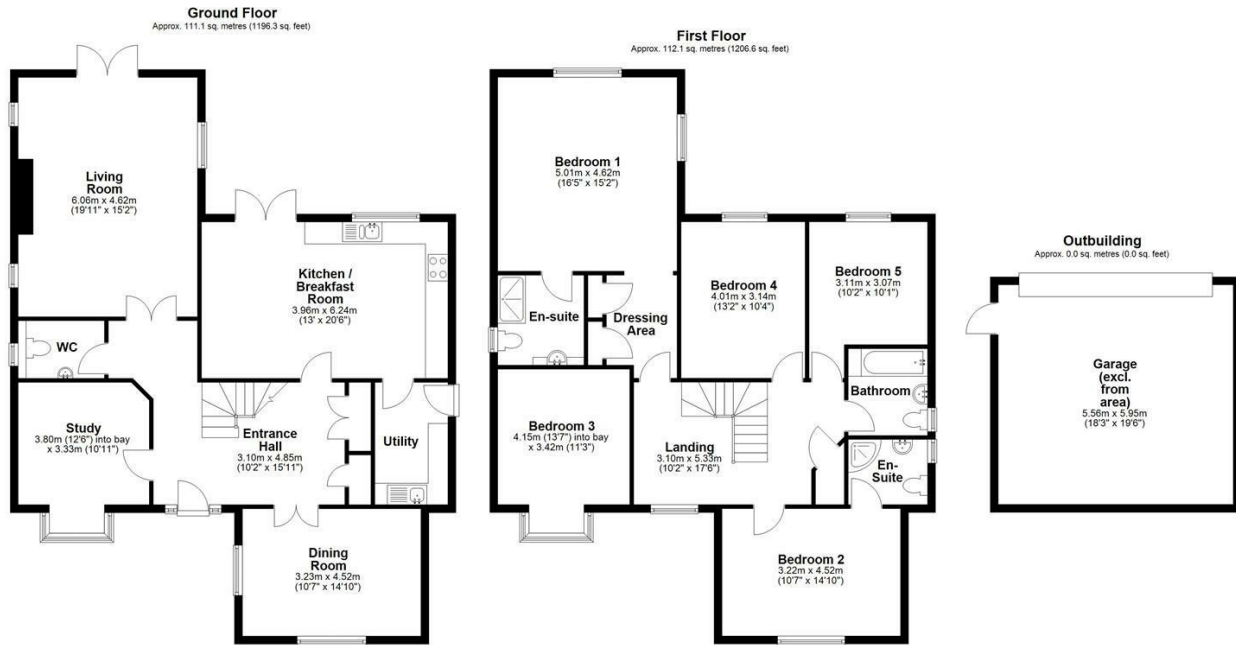 Ground Floor
Approx. 111.1 sq. metres (1196.3 sq. feet)
Living
Room
6.06m x 4.62m
(19'11" x 15'2")
Kitchen /
Breakfast
Room
3.96m x 6.24m
(13' x 20'6")
WC
Study
3.80m (12'6") into bay
x 3.33m (10'11")
Entrance
Hall
3.10m x 4.85m
(10'2" x 15'11")
Utility
Dining
Room
3.23m x 4.52m
(10'7" x 14'10")
First Floor
Approx. 112.1 sq. metres (1206.6 sq. feet)
Bedroom 1
5.01m x 4.62m
(16'5" x 15'2")
Bedroom 4
4.01m x 3.14m
(13'2" x 10'4")
Bedroom 5
3.11m x 3.07m
(10'2" x 10'1")
En-suite
Dressing
Area
Bathroom
Bedroom 3
4.15m (13'7") into bay
x 3.42m (11'3")
Landing
3.10m x 5.33m
(10'2" x 17'6")
En-
Suite
Bedroom 2
3.22m x 4.52m
(10'7" x 14'10")
Outbuilding
Approx. 0.0 sq. metres (0.0 sq. feet)
Garage
(excl.
from
area)
5.56m x 5.95m
(18'3" x 19'6")